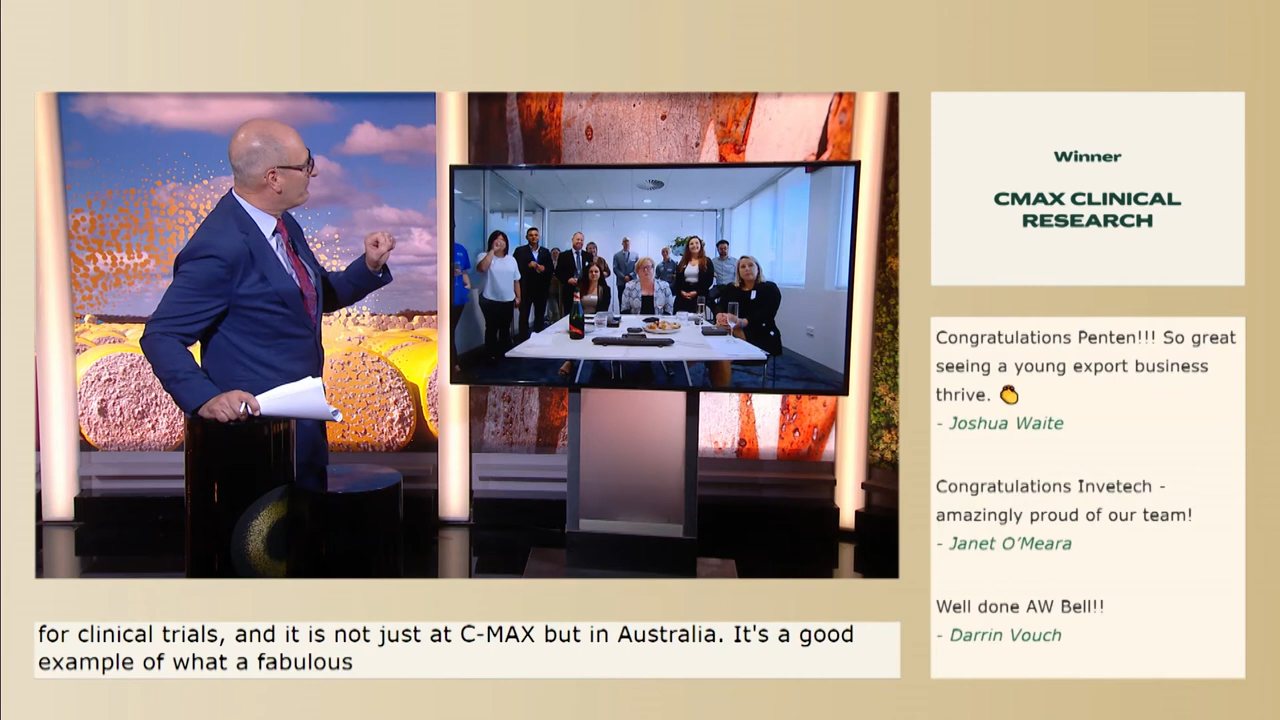 Winner
CMAX CLINICAL
RESEARCH
Congratulations Penten!!! So great
seeing a young export business
thrive. 👏
- Joshua Waite
Congratulations Invetech -
amazingly proud of our team!
- Janet O’Meara
Well done AW Bell!!
- Darrin Vouch
for clinical trials, and it is not just at C-MAX but in Australia. It's a good
example of what a fabulous